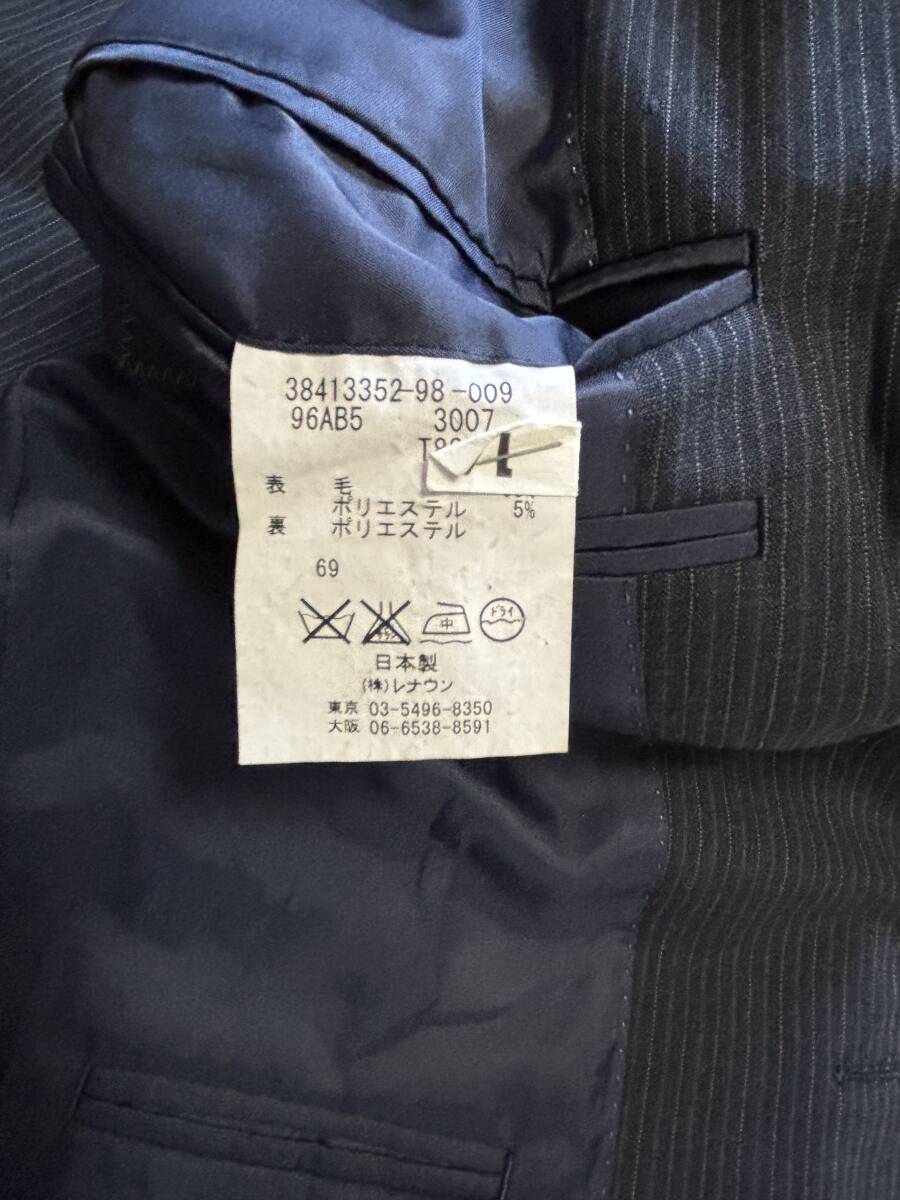 38413352-98-009
96AB5 3007
表 毛
ポリエステル 5%
裏 ポリエステル
69
中 ドライ
日本製
(株)レナウン
東京 03-5496-8350
大阪 06-6538-8591